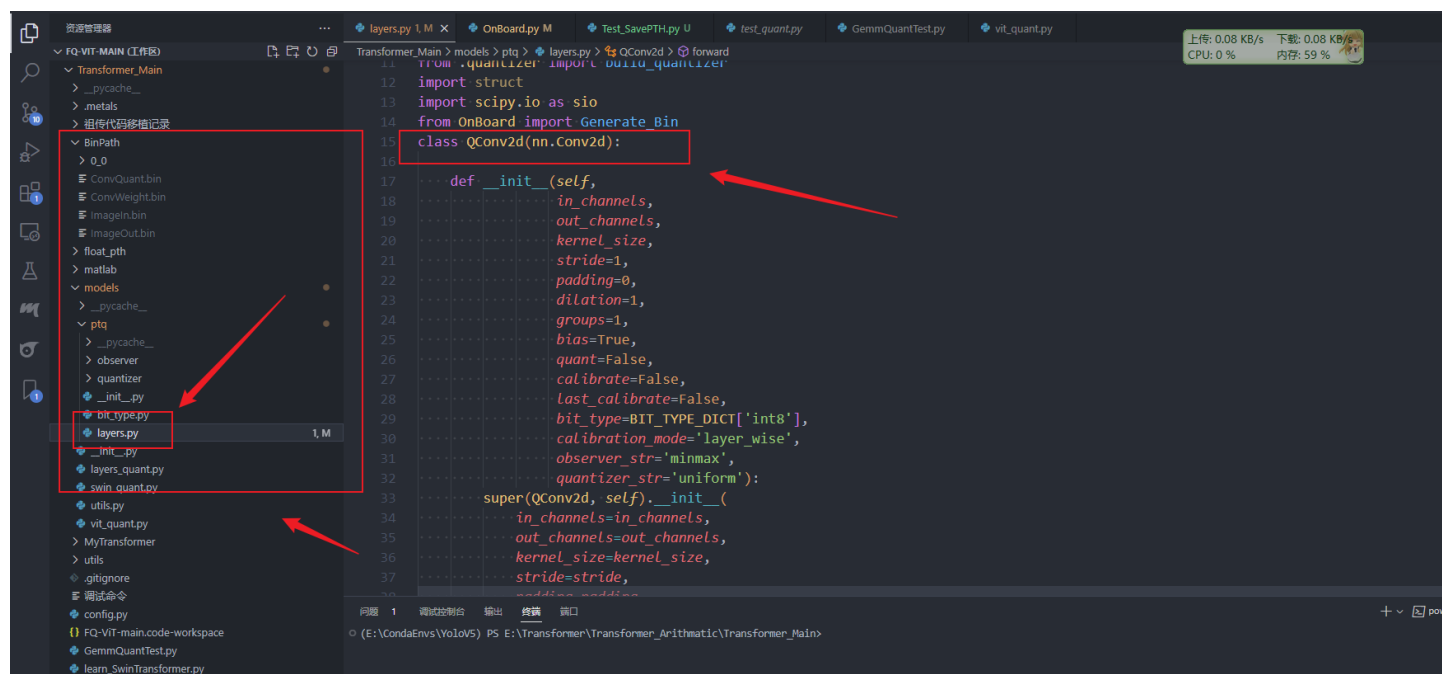 资源管理器 ···
FQ-VIT-MAIN (工作区)
Transformer_Main
__pycache__
.metals
祖传代码移植记录
BinPath
0_0
ConvQuant.bin
ConvWeight.bin
ImageIn.bin
ImageOut.bin
float_pth
matlab
models
__pycache__
ptq
__pycache__
observer
quantizer
__init__.py
bit_type.py
layers.py 1, M
__init__.py
layers_quant.py
swin_quant.py
utils.py
vit_quant.py
MyTransformer
utils
.gitignore
调试命令
config.py
{} FQ-ViT-main.code-workspace
GemmQuantTest.py
learn_SwinTransformer.py
10
1
1
layers.py 1, M × OnBoard.py M Test_SavePTH.py U test_quant.py GemmQuantTest.py vit_quant.py
上传: 0.08 KB/s 下载: 0.08 KB/s
CPU: 0 % 内存: 59 %
Transformer_Main > models > ptq > layers.py > QConv2d > forward
11 from .quantizer import build_quantizer
12 import struct
13 import scipy.io as sio
14 from OnBoard import Generate_Bin
15 class QConv2d(nn.Conv2d):
16
17 def __init__(self,
18 in_channels,
19 out_channels,
20 kernel_size,
21 stride=1,
22 padding=0,
23 dilation=1,
24 groups=1,
25 bias=True,
26 quant=False,
27 calibrate=False,
28 last_calibrate=False,
29 bit_type=BIT_TYPE_DICT['int8'],
30 calibration_mode='layer_wise',
31 observer_str='minmax',
32 quantizer_str='uniform'):
33 super(QConv2d, self).__init__(
34 in_channels=in_channels,
35 out_channels=out_channels,
36 kernel_size=kernel_size,
37 stride=stride,
38 padding=padding
问题 1 调试控制台 输出 终端 端口
(E:\CondaEnvs\YoloV5) PS E:\Transformer\Transformer_Arithmatic\Transformer_Main>